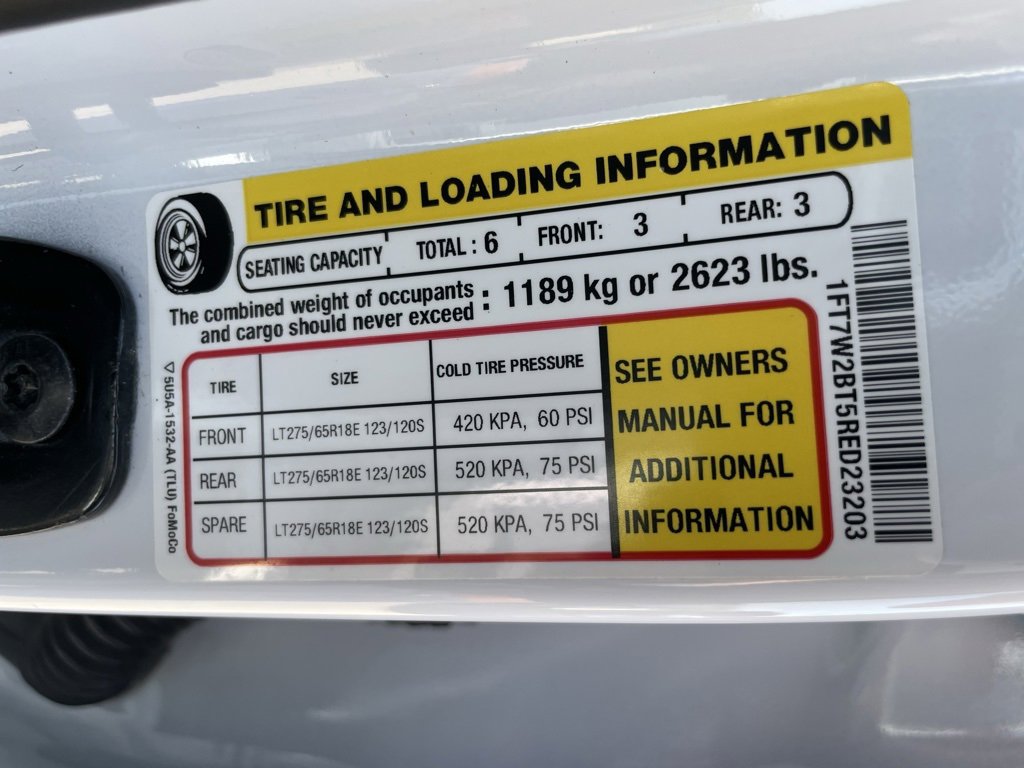 TIRE AND LOADING INFORMATION
SEATING CAPACITY TOTAL : 6 FRONT: 3 REAR: 3
The combined weight of occupants
and cargo should never exceed : 1189 kg or 2623 lbs.
TIRE SIZE COLD TIRE PRESSURE
FRONT LT275/65R18E 123/120S 420 KPA, 60 PSI
REAR LT275/65R18E 123/120S 520 KPA, 75 PSI
SPARE LT275/65R18E 123/120S 520 KPA, 75 PSI
SEE OWNERS
MANUAL FOR
ADDITIONAL
INFORMATION
5U5A-1532-AA (TLU) FoMoCo
1FT7W2BT5RED23203